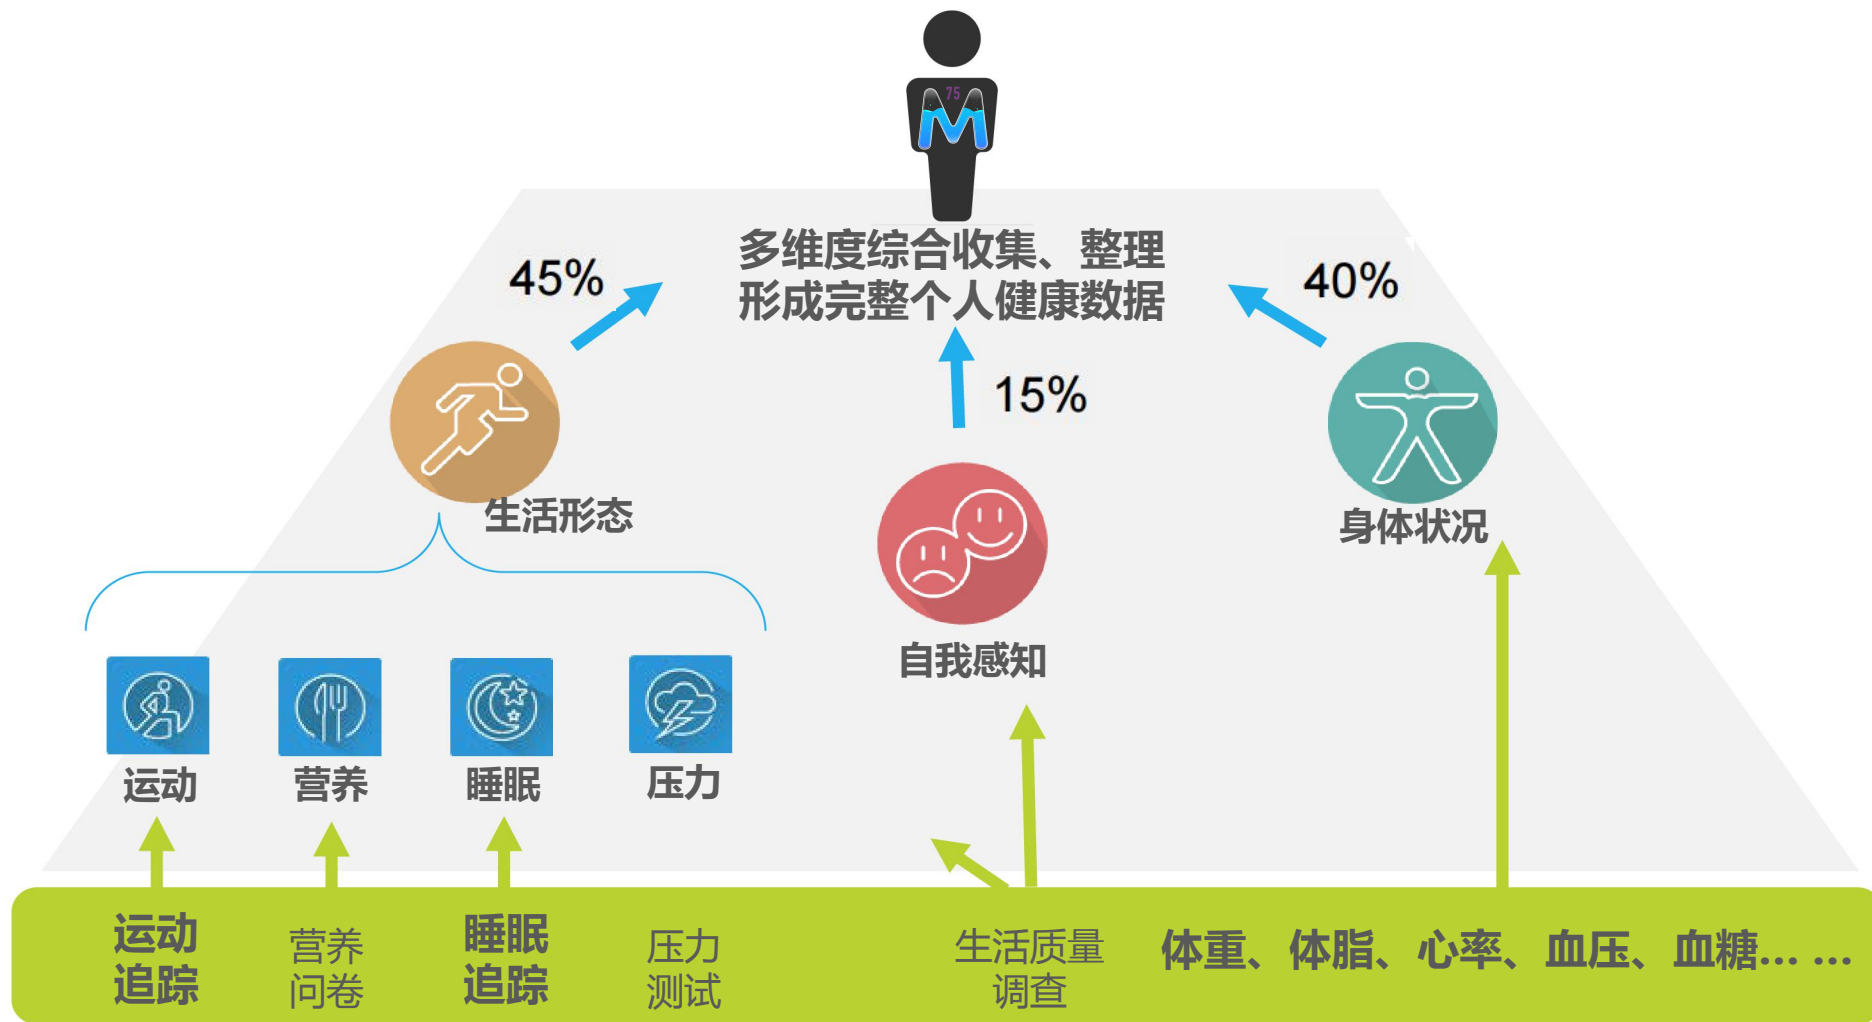 75
M
多维度综合收集、整理
形成完整个人健康数据
45%
40%
15%
生活形态
身体状况
自我感知
运动
营养
睡眠
压力
运动
追踪
营养
问卷
睡眠
追踪
压力
测试
生活质量
调查
体重、体脂、心率、血压、血糖... ...